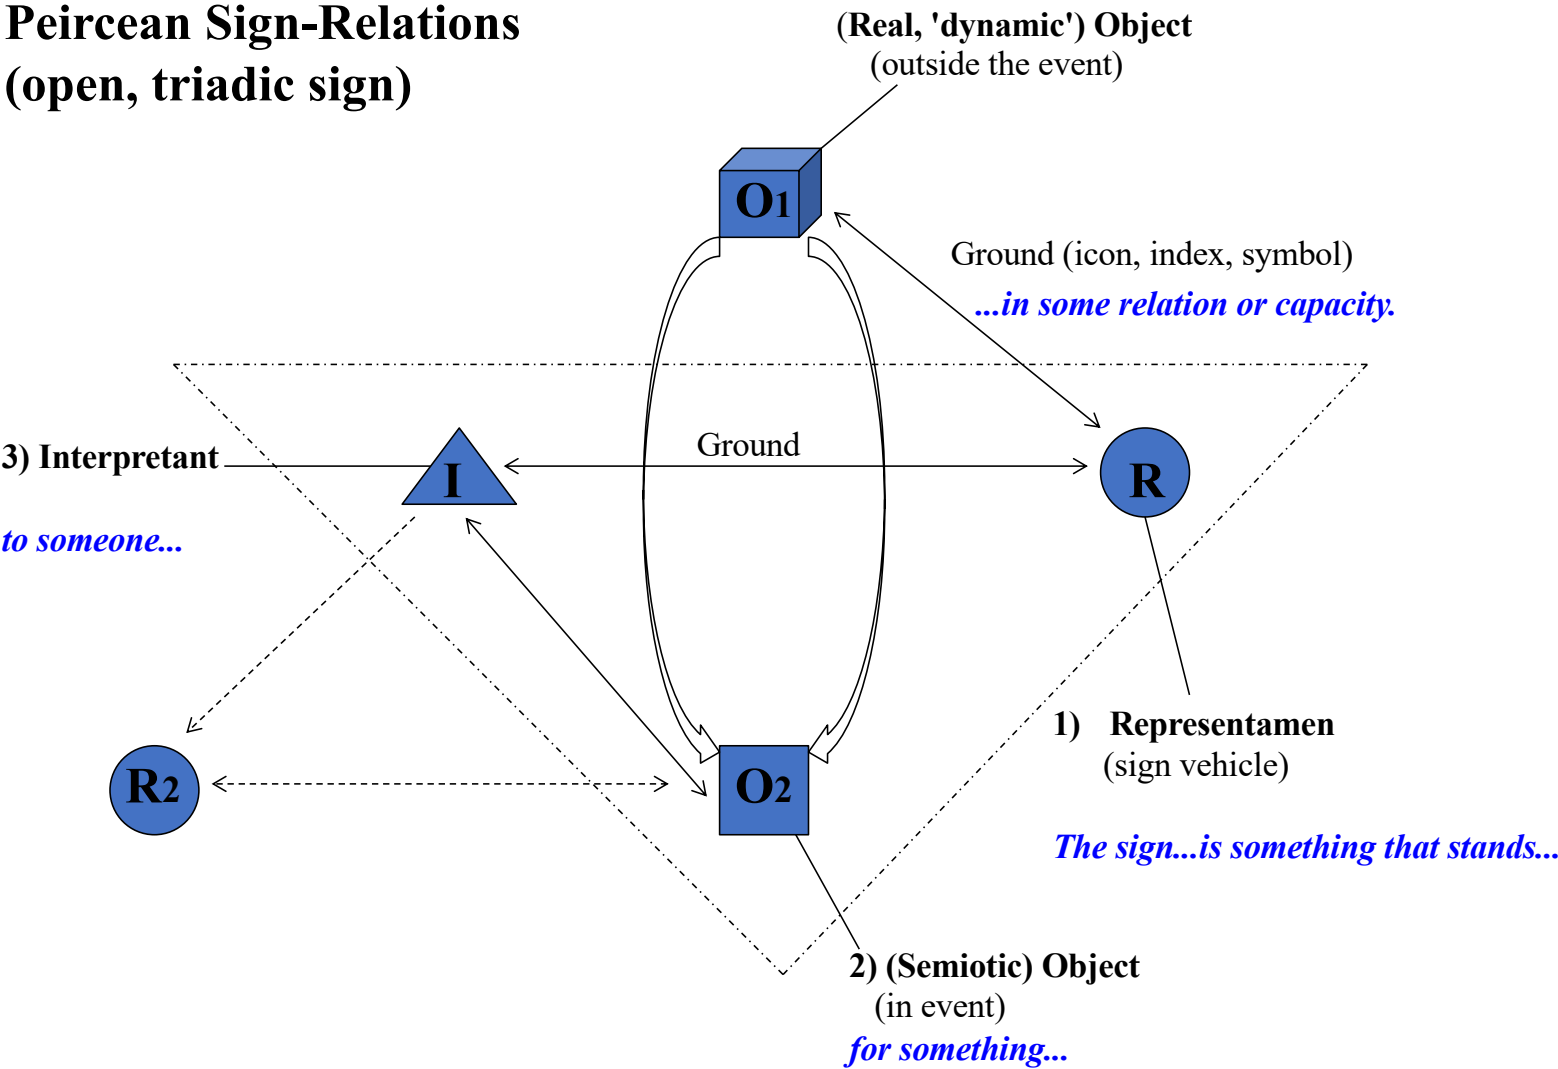 Peircean Sign-Relations
(open, triadic sign)
(Real, 'dynamic') Object
(outside the event)
O1
Ground (icon, index, symbol)
...in some relation or capacity.
3) Interpretant
I
Ground
R
to someone...
1) Representamen
(sign vehicle)
R2
O2
The sign...is something that stands...
2) (Semiotic) Object
(in event)
for something...